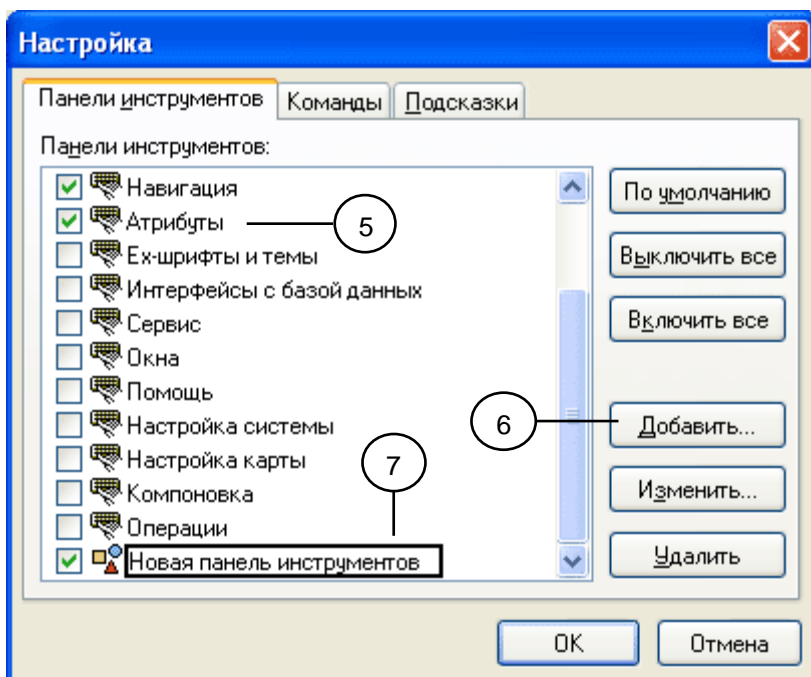 Настройка
Панели инструментов Команды Подсказки
Панели инструментов:
Навигация
По умолчанию
Атрибуты
5
Ex-шрифты и темы
Выключить все
Интерфейсы с базой данных
Сервис
Включить все
Окна
Помощь
Настройка системы
6
Добавить...
Настройка карты
7
Компоновка
Изменить...
Операции
Новая панель инструментов
Удалить
OK Отмена